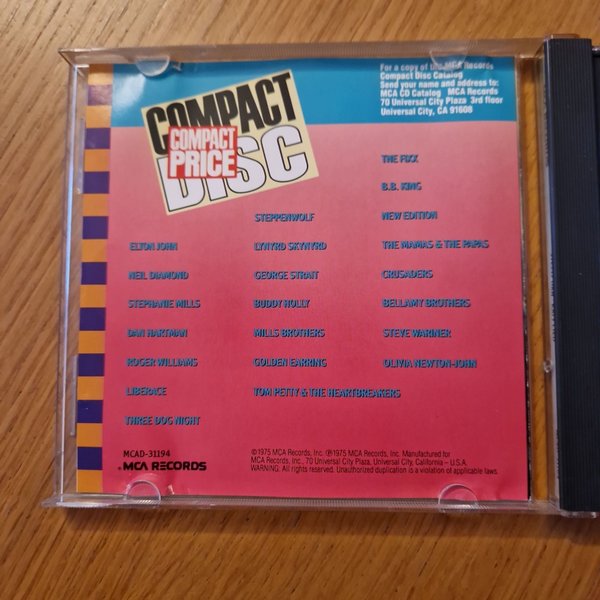 For a copy of the MCA Records
Compact Disc Catalog
Send your name and address to:
MCA CD Catalog MCA Records
70 Universal City Plaza 3rd floor
Universal City, CA 91608
COMPACT
COMPACT
PRICE
DISC
ELTON JOHN
NEIL DIAMOND
STEPHANIE MILLS
DAN HARTMAN
ROGER WILLIAMS
LIBERACE
THREE DOG NIGHT
STEPPENWOLF
LYNYRD SKYNYRD
GEORGE STRAIT
BUDDY HOLLY
MILLS BROTHERS
GOLDEN EARRING
TOM PETTY & THE HEARTBREAKERS
THE FIXX
B.B. KING
NEW EDITION
THE MAMAS & THE PAPAS
CRUSADERS
BELLAMY BROTHERS
STEVE WARINER
OLIVIA NEWTON-JOHN
MCAD-31194
MCA RECORDS
©1975 MCA Records, Inc. ℗1975 MCA Records, Inc. Manufactured for
MCA Records, Inc., 70 Universal City Plaza, Universal City, California – U.S.A.
WARNING: All rights reserved. Unauthorized duplication is a violation of applicable laws.